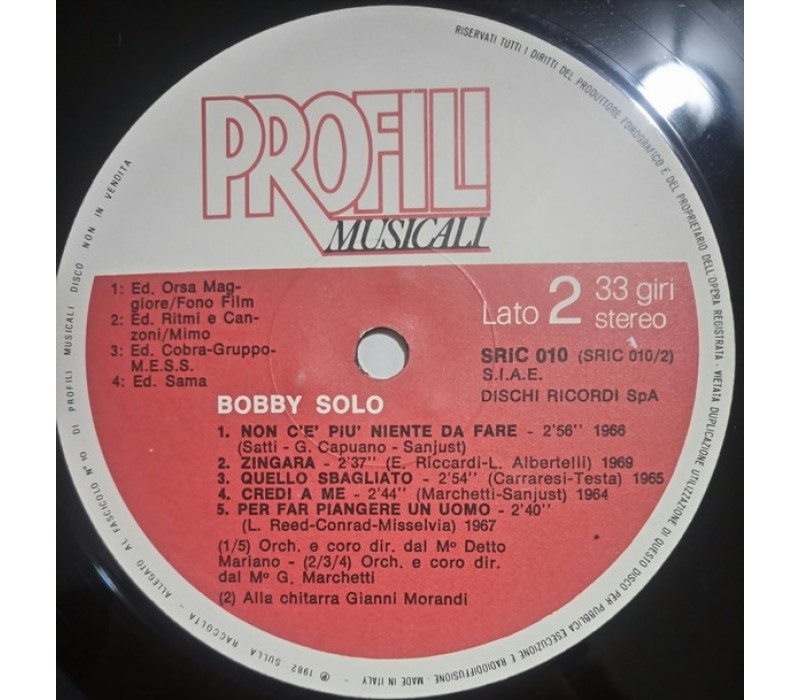 PROFILI
MUSICALI
1: Ed. Orsa Mag-
giore/Fono Film
2: Ed. Ritmi e Can-
zoni/Mimo
3: Ed. Cobra-Gruppo-
M.E.S.S.
4: Ed. Sama
Lato 2 33 giri
stereo
SRIC 010 (SRIC 010/2)
S.I.A.E.
DISCHI RICORDI SpA
BOBBY SOLO
1. NON C'E' PIU' NIENTE DA FARE - 2'56'' 1966
(Satti - G. Capuano - Sanjust)
2. ZINGARA - 2'37'' (E. Riccardi-L. Albertelli) 1969
3. QUELLO SBAGLIATO - 2'54'' (Carraresi-Testa) 1965
4. CREDI A ME - 2'44'' (Marchetti-Sanjust) 1964
5. PER FAR PIANGERE UN UOMO - 2'40''
(L. Reed-Conrad-Misselvia) 1967
(1/5) Orch. e coro dir. dal Mº Detto
Mariano - (2/3/4) Orch. e coro dir.
dal Mº G. Marchetti
(2) Alla chitarra Gianni Morandi
RISERVATI TUTTI I DIRITTI DEL PRODUTTORE FONOGRAFICO E DEL PROPRIETARIO DELL'OPERA REGISTRATA - VIETATA DUPLICAZIONE UTILIZZAZIONE DI QUESTO DISCO PER PUBBLICA ESECUZIONE E RADIODIFFUSIONE - MADE IN ITALY - ℗ 1982 SULLA RACCOLTA - ALLEGATO AL FASCICOLO Nº 10 DI PROFILI MUSICALI DISCO NON IN VENDITA